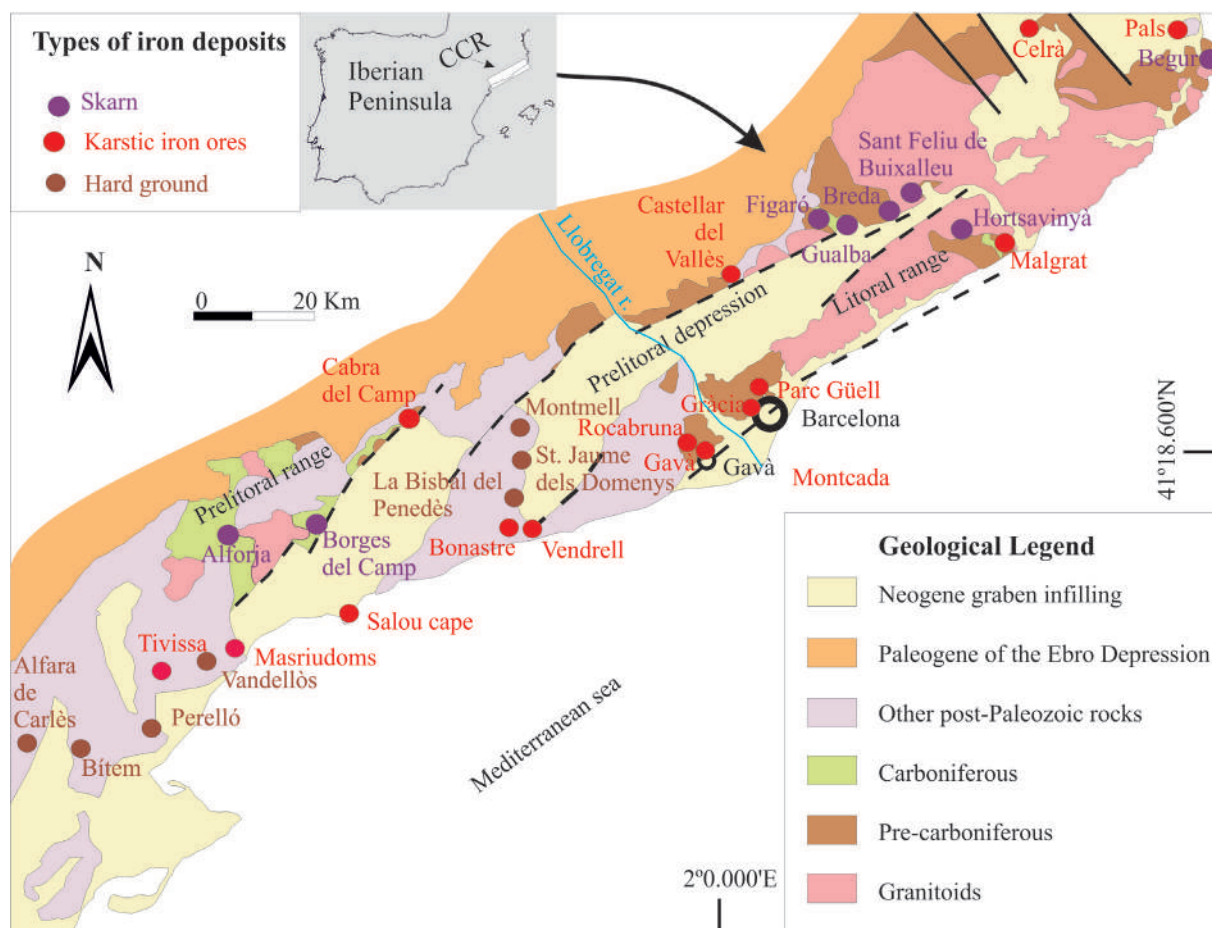 Types of iron deposits
Skarn
Karstic iron ores
Hard ground
CCR
Iberian
Peninsula
Celrà
Pals
Begur
Sant Feliu de
Buixalleu
Figaró
Breda
Gualba
Hortsavinyà
Malgrat
Castellar
del
Vallès
Llobregat r.
Litoral range
Prelitoral depression
N
0
20 Km
Cabra
del Camp
Montmell
Parc Güell
Gràcia
Barcelona
Rocabruna
Gavà
Gavà
Montcada
St. Jaume
dels Domenys
La Bisbal del
Penedès
Prelitoral range
Alforja
Borges
del Camp
Bonastre
Vendrell
Salou cape
Tivissa
Masriudoms
Vandellòs
Alfara
de
Carlès
Perelló
Bítem
Mediterranean sea
41º18.600'N
2º0.000'E
Geological Legend
Neogene graben infilling
Paleogene of the Ebro Depression
Other post-Paleozoic rocks
Carboniferous
Pre-carboniferous
Granitoids